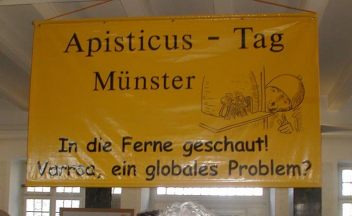 Apisticus - Tag
Münster
In die Ferne geschaut!
Varroa, ein globales Problem?